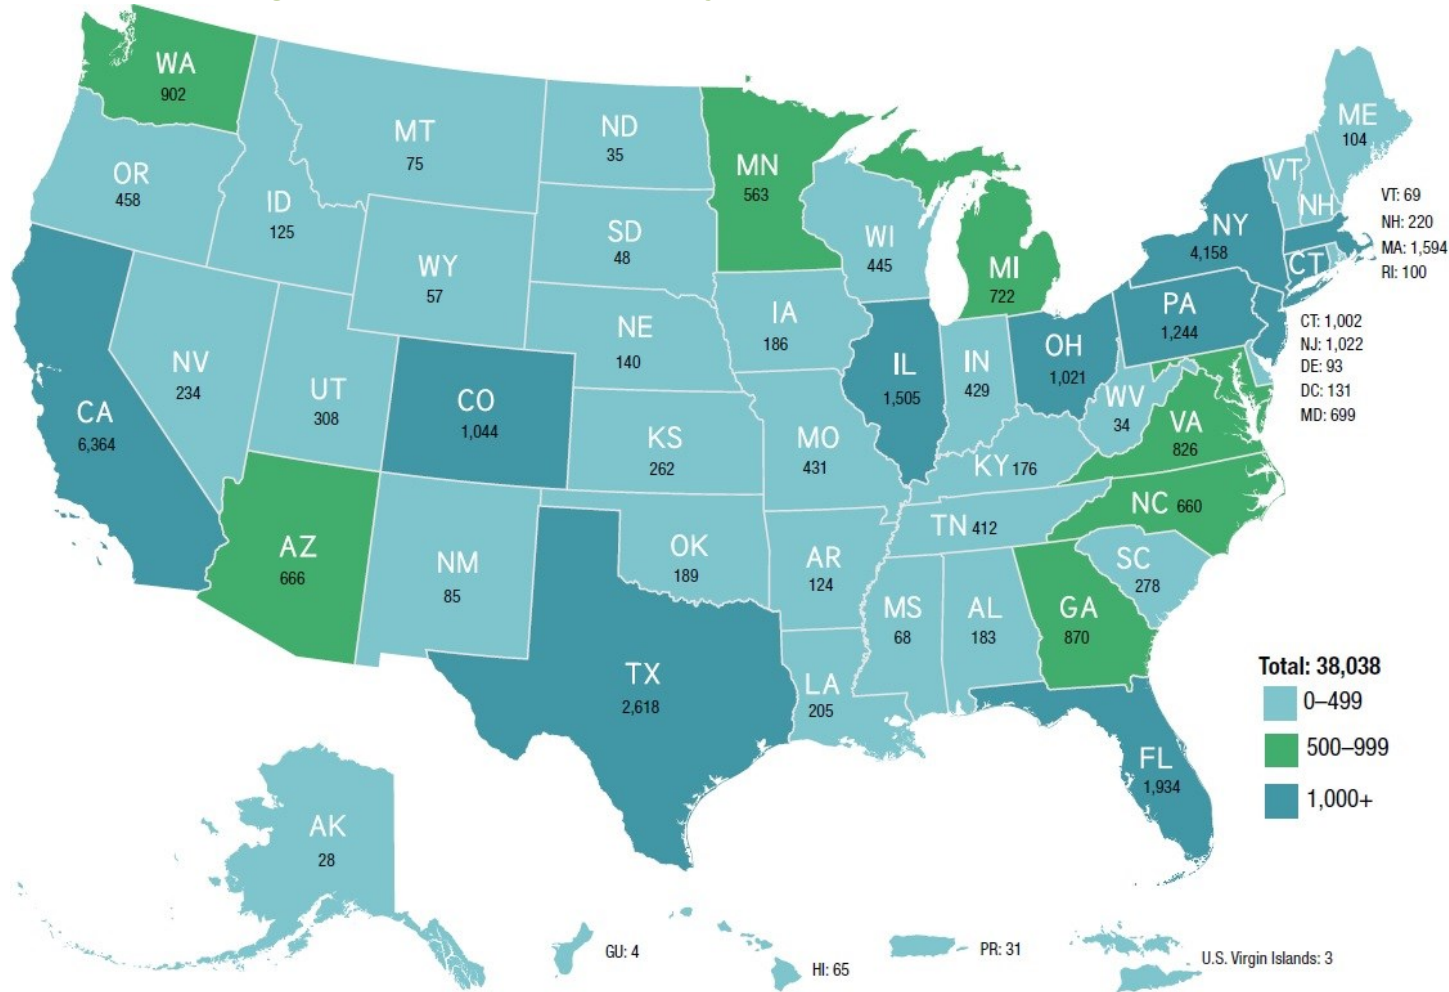 WA
902
OR
458
ID
125
MT
75
ND
35
MN
563
SD
48
WY
57
WI
445
MI
722
NY
4,158
VT
NH
ME
104
VT: 69
NH: 220
MA: 1,594
RI: 100
CT
CT: 1,002
NJ: 1,022
DE: 93
DC: 131
MD: 699
CA
6,364
NV
234
UT
308
CO
1,044
NE
140
IA
186
IL
1,505
IN
429
OH
1,021
PA
1,244
WV
34
VA
826
KS
262
MO
431
KY 176
NC 660
TN 412
SC
278
AZ
666
NM
85
OK
189
AR
124
MS
68
AL
183
GA
870
TX
2,618
LA
205
FL
1,934
Total: 38,038
0–499
500–999
1,000+
AK
28
GU: 4
HI: 65
PR: 31
U.S. Virgin Islands: 3